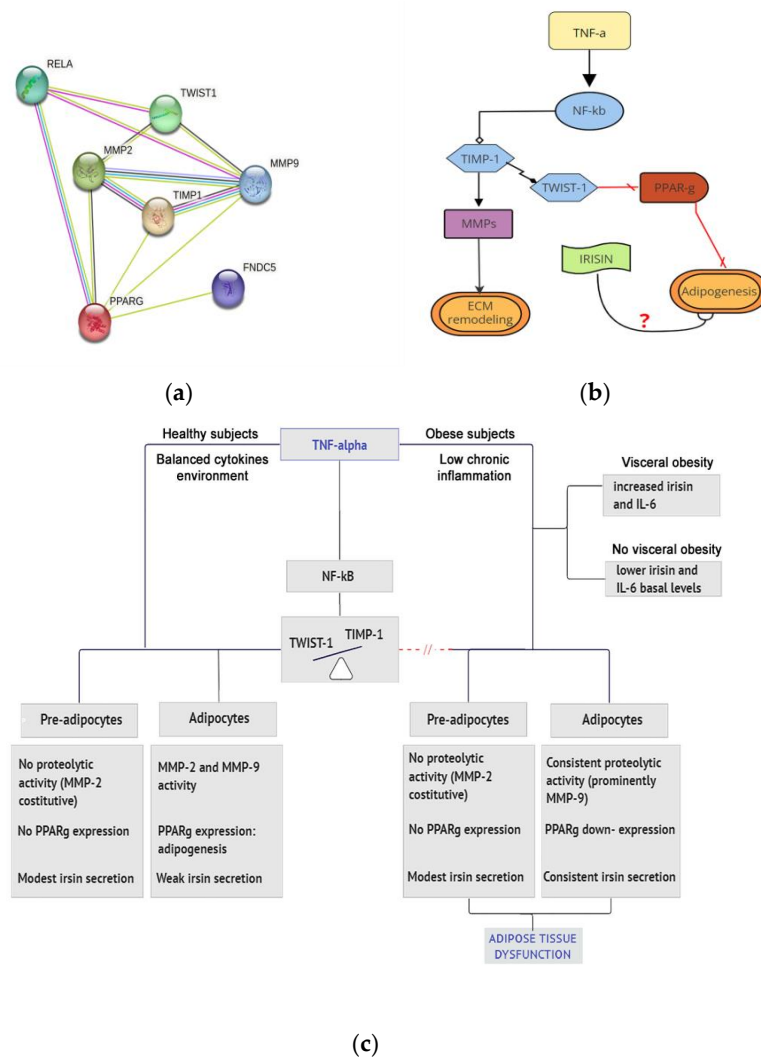 RELA
TWIST1
MMP2
MMP9
TIMP1
FNDC5
PPARG
(a)
TNF-a
NF-kb
TIMP-1
TWIST-1
PPAR-g
MMPs
IRISIN
ECM
remodeling
Adipogenesis
?
(b)
Healthy subjects
Balanced cytokines
environment
TNF-alpha
Obese subjects
Low chronic
inflammation
Visceral obesity
increased irisin
and IL-6
No visceral obesity
lower irisin and
IL-6 basal levels
NF-kB
TWIST-1
TIMP-1
//
Pre-adipocytes
Adipocytes
Pre-adipocytes
Adipocytes
No proteolytic
activity (MMP-2
costitutive)
No PPARg expression
Modest irsin secretion
MMP-2 and MMP-9
activity
PPARg expression:
adipogenesis
Weak irsin secretion
No proteolytic
activity (MMP-2
costitutive)
No PPARg expression
Modest irsin secretion
Consistent proteolytic
activity (prominently
MMP-9)
PPARg down- expression
Consistent irsin secretion
ADIPOSE TISSUE
DYSFUNCTION
(c)